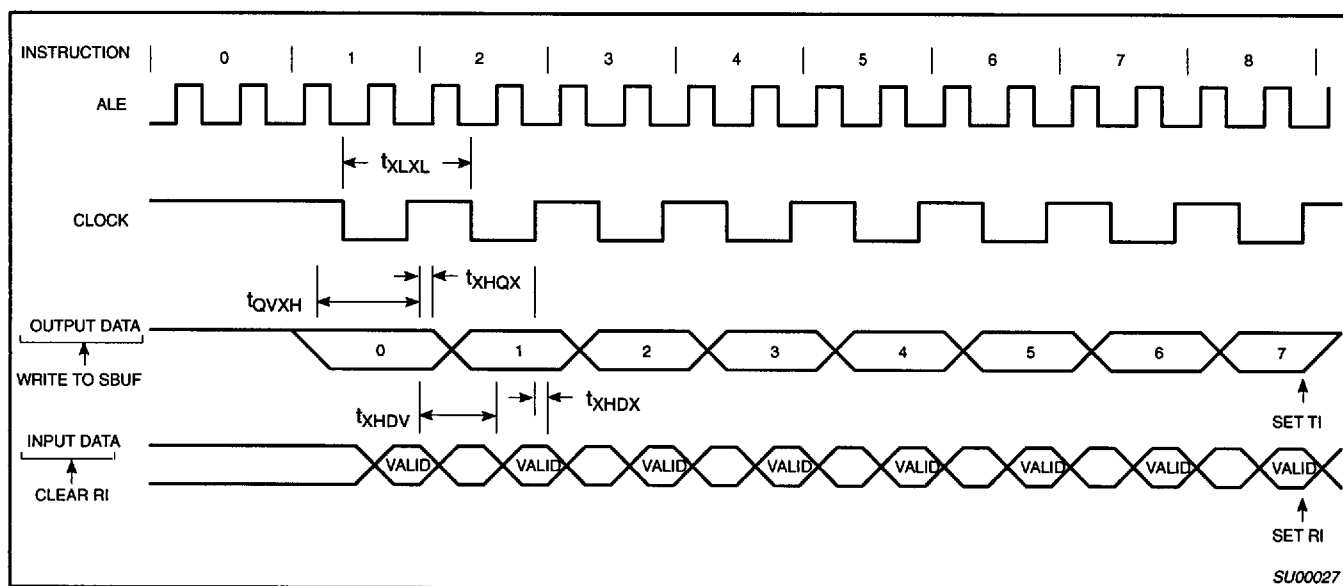 INSTRUCTION 0 1 2 3 4 5 6 7 8
ALE
tXLXL
CLOCK
tXHQX
tQVXH
OUTPUT DATA 0 1 2 3 4 5 6 7
WRITE TO SBUF
tXHDX
tXHDV
SET TI
INPUT DATA
VALID VALID VALID VALID VALID VALID VALID VALID
CLEAR RI
SET RI
SU00027